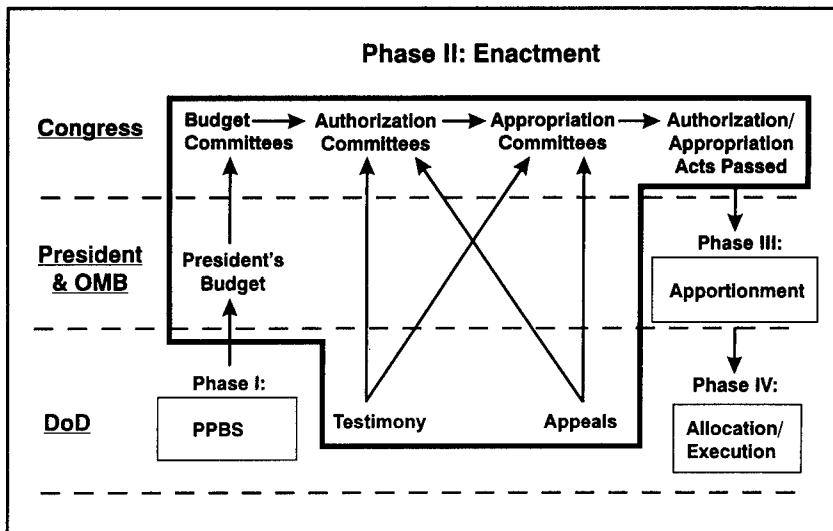 Phase II: Enactment
Congress
Budget
Committees
Authorization
Committees
Appropriation
Committees
Authorization/
Appropriation
Acts Passed
President
& OMB
President's
Budget
Phase III:
Apportionment
DoD
Phase I:
PPBS
Testimony
Appeals
Phase IV:
Allocation/
Execution